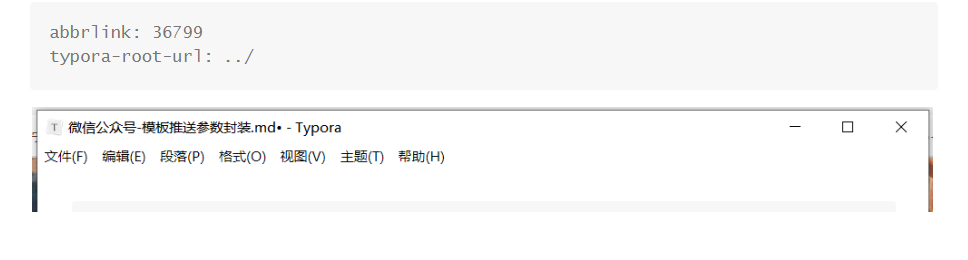 abbrlink: 36799
typora-root-url: ../
T 微信公众号-模板推送参数封装.md• - Typora
文件(F) 编辑(E) 段落(P) 格式(O) 视图(V) 主题(T) 帮助(H)